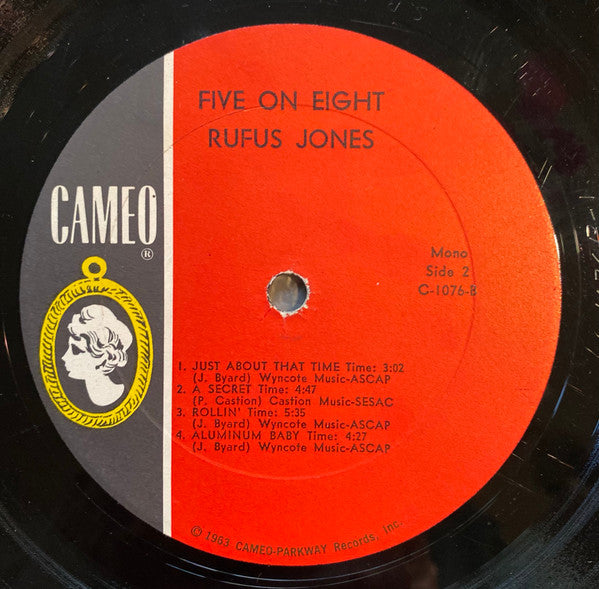 FIVE ON EIGHT
RUFUS JONES
CAMEO
®
Mono
Side 2
C-1076-B
1. JUST ABOUT THAT TIME Time: 3:02
(J. Byard) Wyncote Music-ASCAP
2. A SECRET Time: 4:47
(P. Castion) Castion Music-SESAC
3. ROLLIN' Time: 5:35
(J. Byard) Wyncote Music-ASCAP
4. ALUMINUM BABY Time: 4:27
(J. Byard) Wyncote Music-ASCAP
© 1963 CAMEO-PARKWAY Records, Inc.